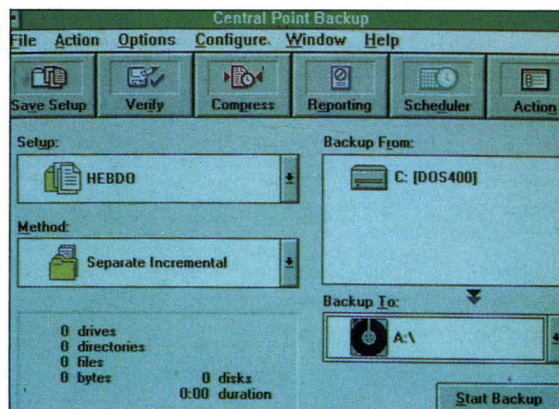 Central Point Backup
File Action Options Configure Window Help
Save Setup Verify Compress Reporting Scheduler Action
Setup:
HEBDO
Method:
Separate Incremental
Backup From:
C: [DOS400]
Backup To:
A:\
0 drives
0 directories
0 files
0 bytes 0 disks
0:00 duration
Start Backup